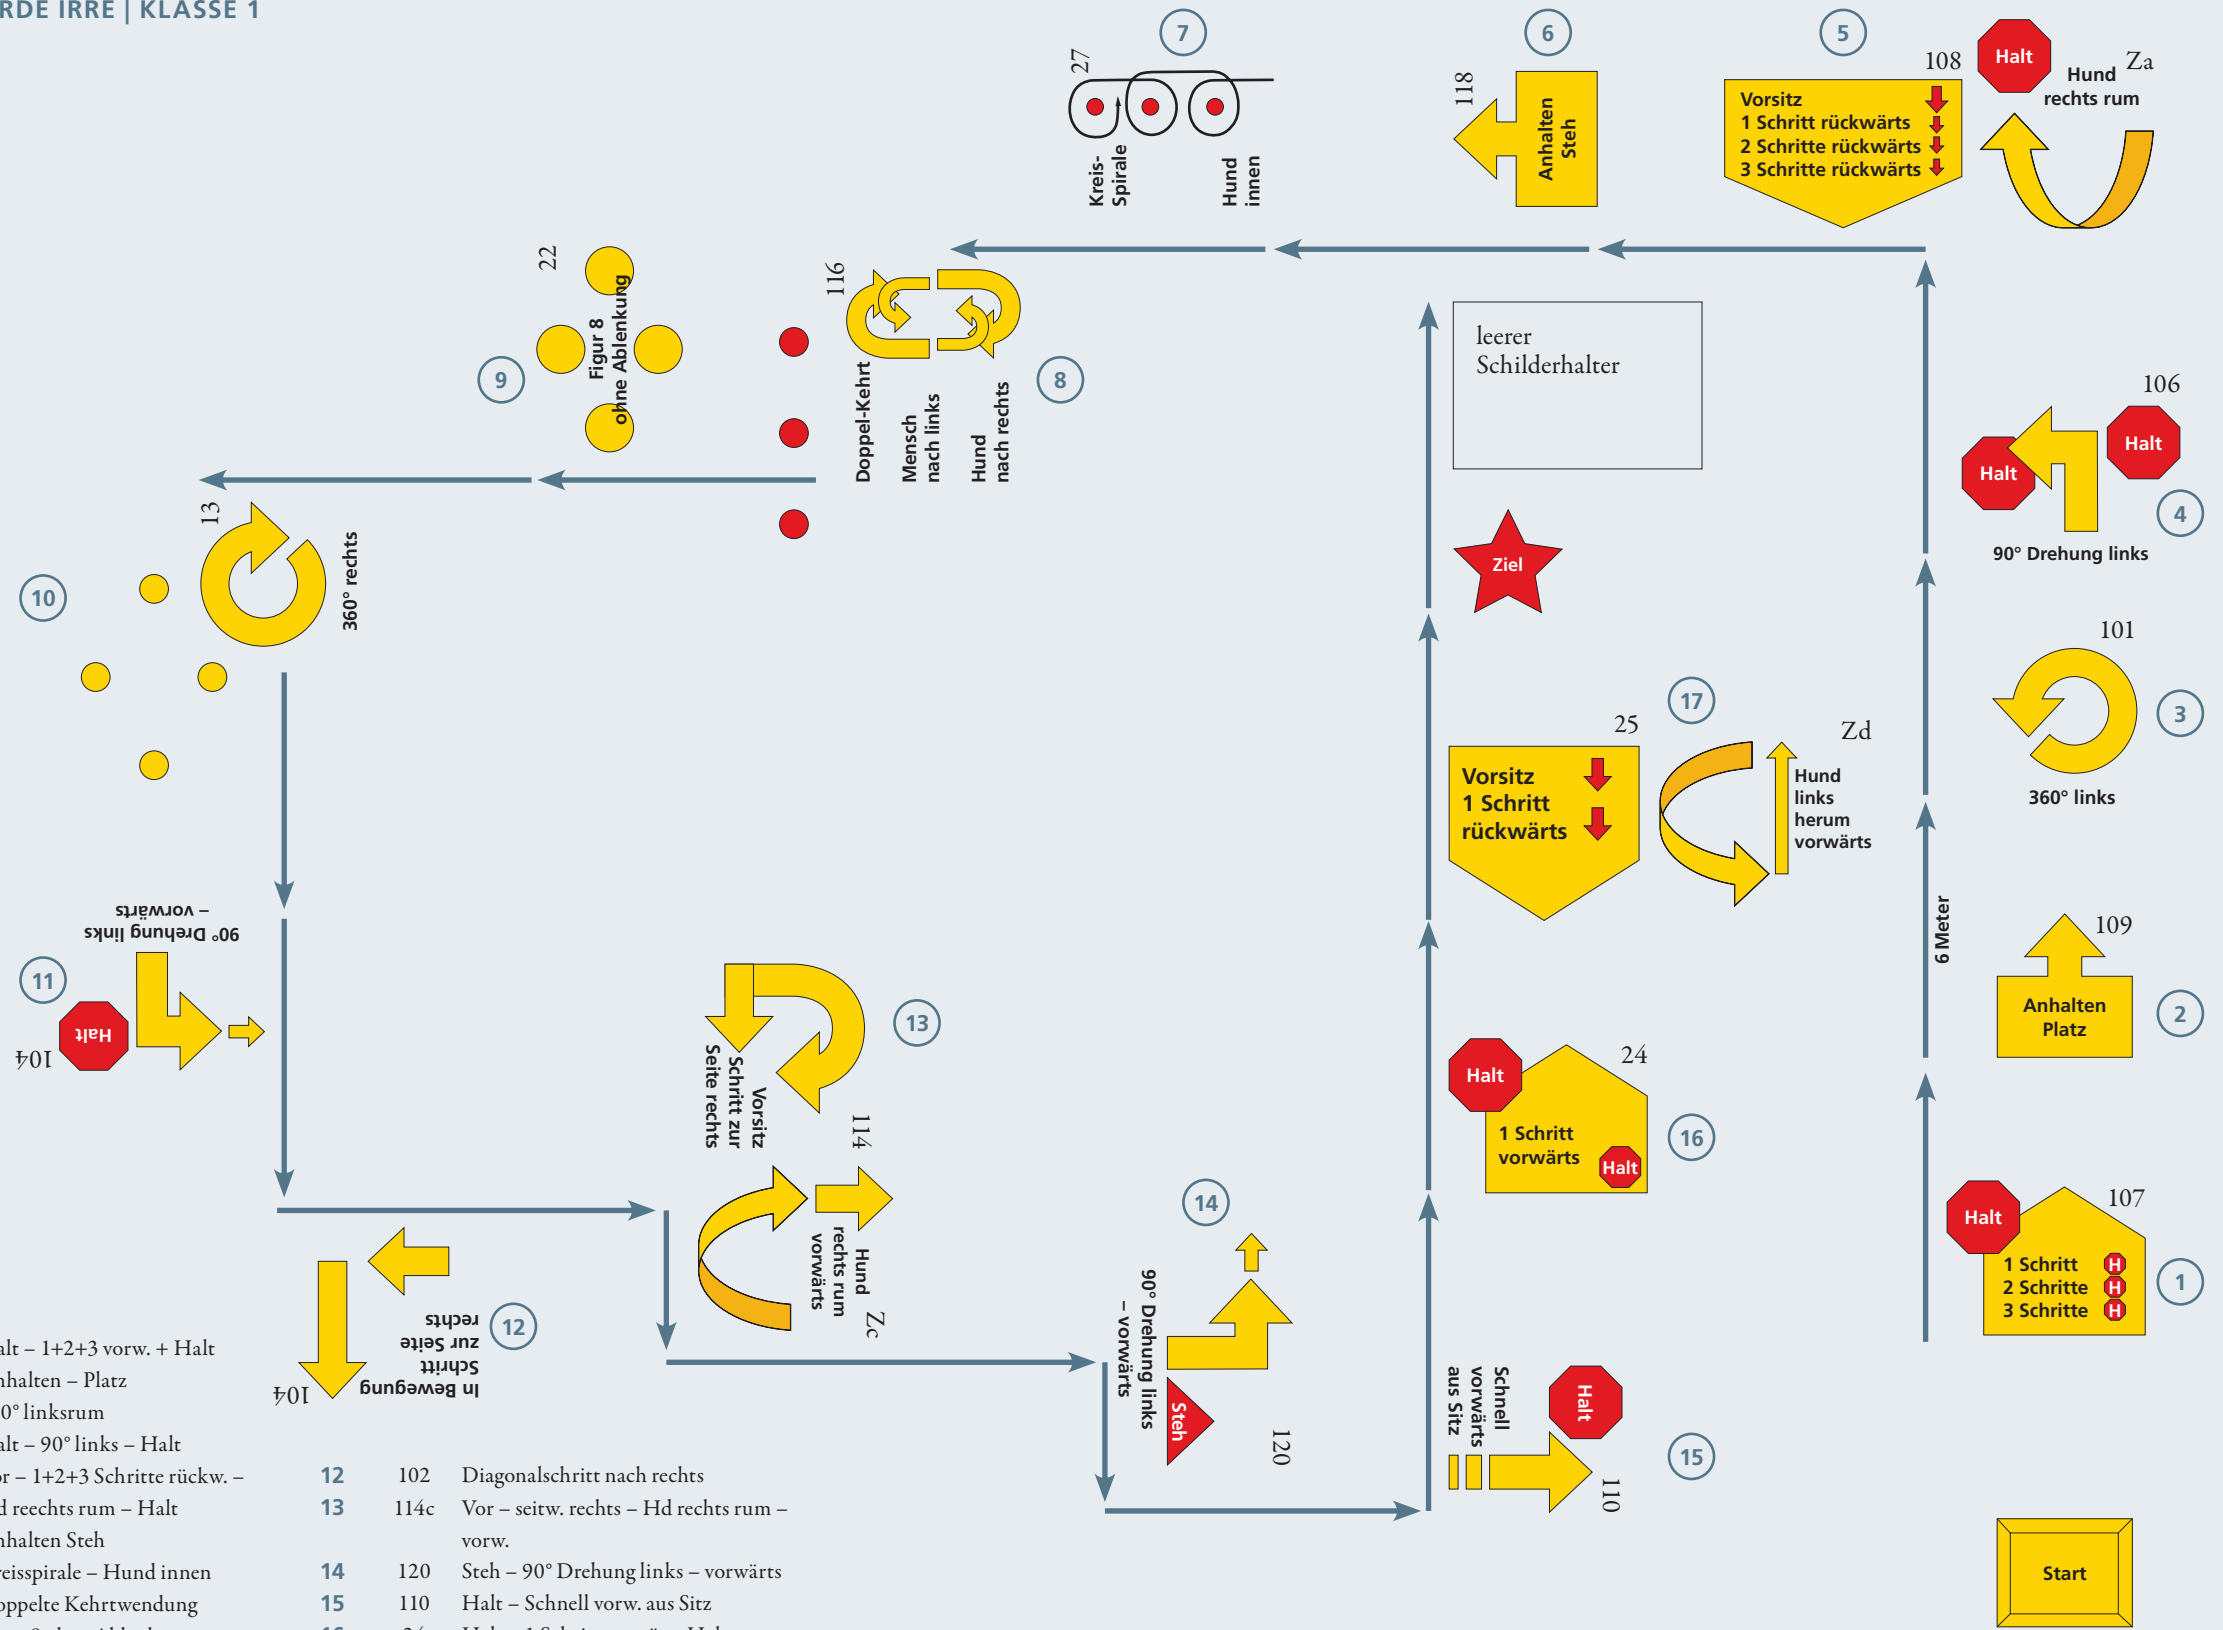 RDE IRRE | KLASSE 1
7
6
5
27
Kreis-
Spirale
Hund
innen
118
Anhalten
Steh
108
Vorsitz
1 Schritt rückwärts
2 Schritte rückwärts
3 Schritte rückwärts
Halt
Hund
rechts rum
Za
22
Figur 8
ohne Ablenkung
9
116
Doppel-Kehrt
Mensch
nach links
Hund
nach rechts
8
leerer
Schilderhalter
106
Halt
Halt
4
90° Drehung links
13
360° rechts
10
Ziel
101
3
360° links
17
25
Vorsitz
1 Schritt
rückwärts
Zd
Hund
links
herum
vorwärts
6 Meter
109
Anhalten
Platz
2
90° Drehung links
– vorwärts
11
Halt
104
13
Vorsitz
Schritt zur
Seite rechts
114
Hund
rechts rum
vorwärts
Zc
24
Halt
1 Schritt
vorwärts
Halt
16
107
Halt
1 Schritt H
2 Schritte H
3 Schritte H
1
14
90° Drehung links
– vorwärts
Steh
120
In Bewegung
Schritt
zur Seite
rechts
12
104
Schnell
vorwärts
aus Sitz
Halt
110
15
Start
alt – 1+2+3 vorw. + Halt
nhalten – Platz
0° linksrum
alt – 90° links – Halt
or – 1+2+3 Schritte rückw. –
d reechts rum – Halt
nhalten Steh
reisspirale – Hund innen
oppelte Kehrtwendung
12 102 Diagonalschritt nach rechts
13 114c Vor – seitw. rechts – Hd rechts rum –
vorw.
14 120 Steh – 90° Drehung links – vorwärts
15 110 Halt – Schnell vorw. aus Sitz